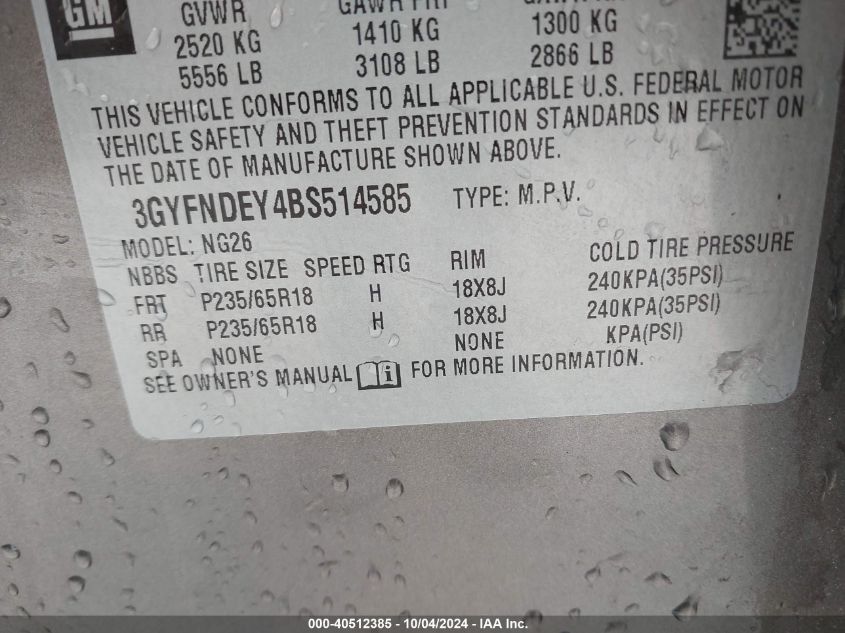 GM
GVWR GAWR FRT
2520 KG 1410 KG 1300 KG
5556 LB 3108 LB 2866 LB
THIS VEHICLE CONFORMS TO ALL APPLICABLE U.S. FEDERAL MOTOR
VEHICLE SAFETY AND THEFT PREVENTION STANDARDS IN EFFECT ON
THE DATE OF MANUFACTURE SHOWN ABOVE.
3GYFNDEY4BS514585 TYPE: M.P.V.
MODEL: NG26
NBBS TIRE SIZE SPEED RTG RIM COLD TIRE PRESSURE
FRT P235/65R18 H 18X8J 240KPA(35PSI)
RR P235/65R18 H 18X8J 240KPA(35PSI)
SPA NONE NONE KPA(PSI)
SEE OWNER'S MANUAL i FOR MORE INFORMATION.
000-40512385 - 10/04/2024 - IAA Inc.